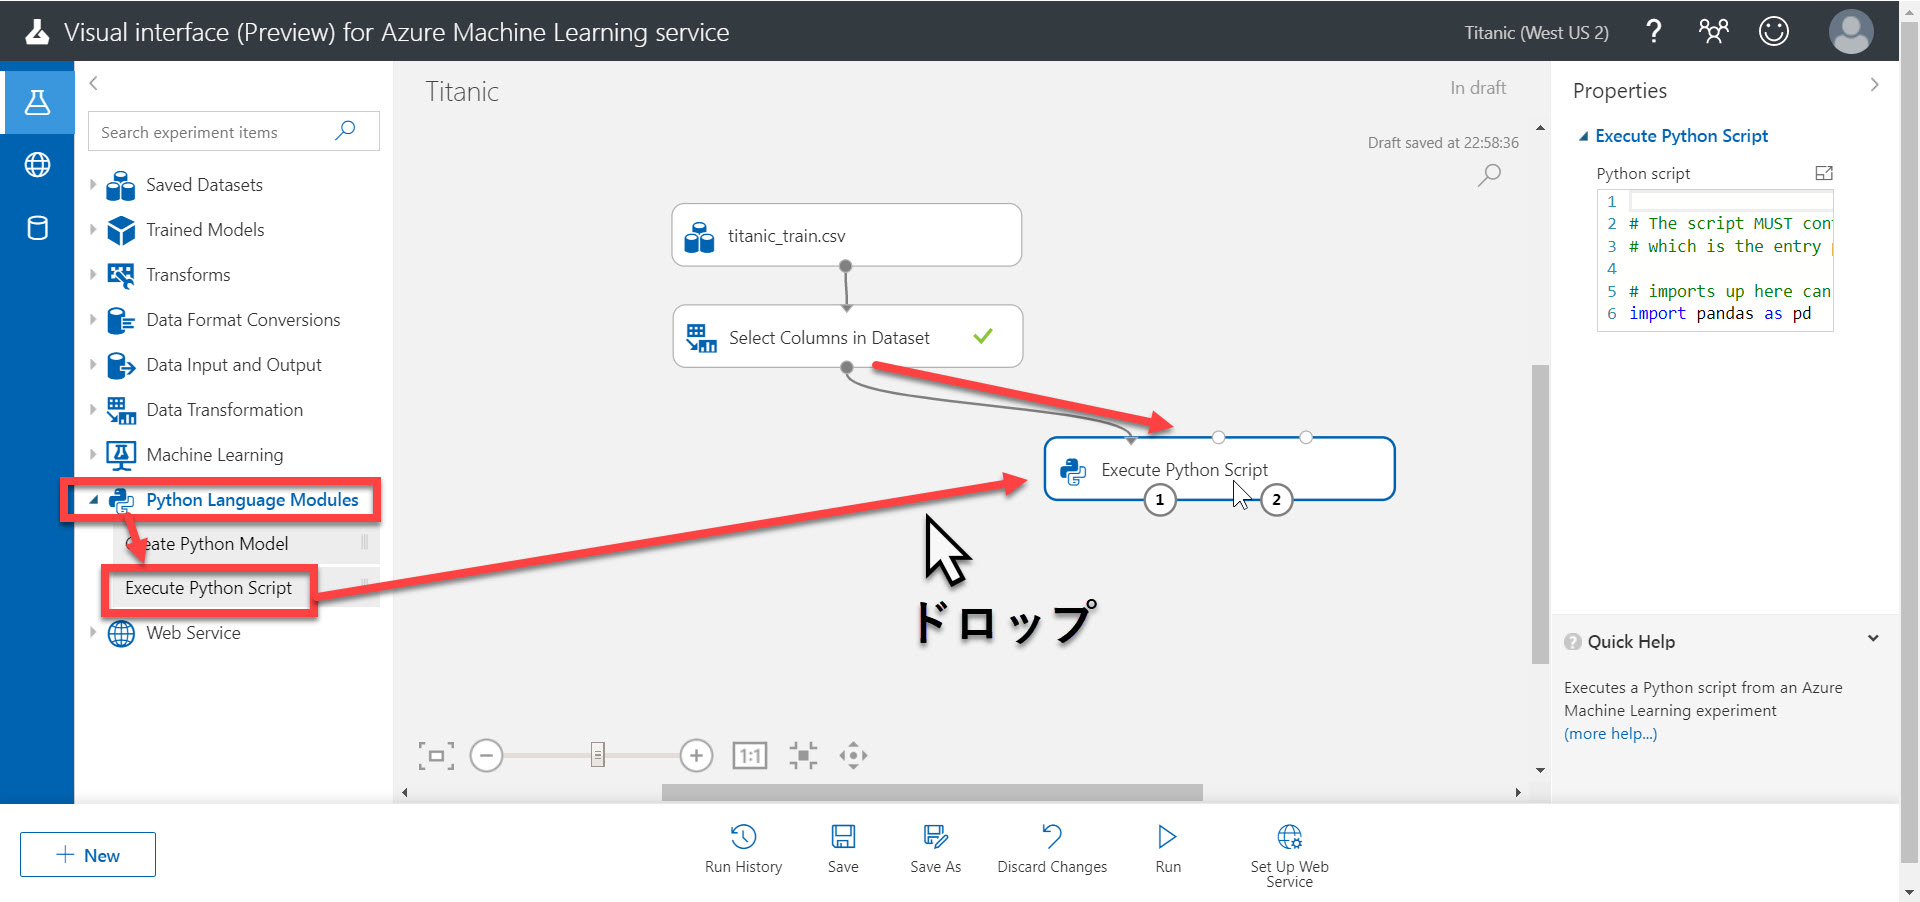 Visual interface (Preview) for Azure Machine Learning service
Titanic (West US 2)
?
Search experiment items
Saved Datasets
Trained Models
Transforms
Data Format Conversions
Data Input and Output
Data Transformation
Machine Learning
Python Language Modules
eate Python Model
Execute Python Script
Web Service
Titanic
In draft
Draft saved at 22:58:36
titanic_train.csv
Select Columns in Dataset
Execute Python Script
1
2
ドロップ
1:1
Properties
Execute Python Script
Python script
1
2 # The script MUST con
3 # which is the entry
4
5 # imports up here can
6 import pandas as pd
? Quick Help
Executes a Python script from an Azure
Machine Learning experiment
(more help...)
+ New
Run History
Save
Save As
Discard Changes
Run
Set Up Web
Service